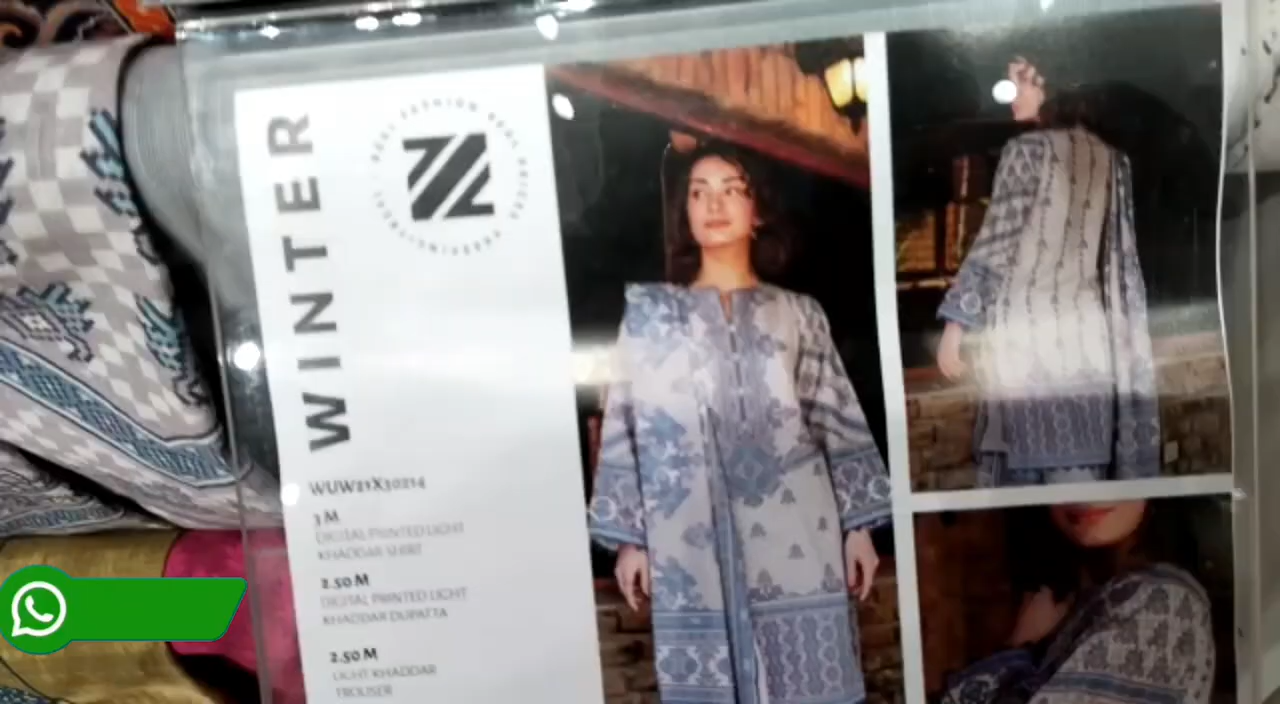 WINTER
WUW21X30214
3 M
DIGITAL PRINTED LIGHT
KHADDAR SHIRT
2.50 M
DIGITAL PRINTED LIGHT
KHADDAR DUPATTA
2.50 M
LIGHT KHADDAR
TROUSER